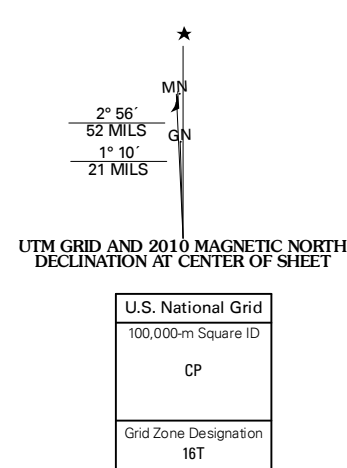 ★
MN
2° 56´
52 MILS
GN
1° 10´
21 MILS
UTM GRID AND 2010 MAGNETIC NORTH
DECLINATION AT CENTER OF SHEET
U.S. National Grid
100,000-m Square ID
CP
Grid Zone Designation
16T